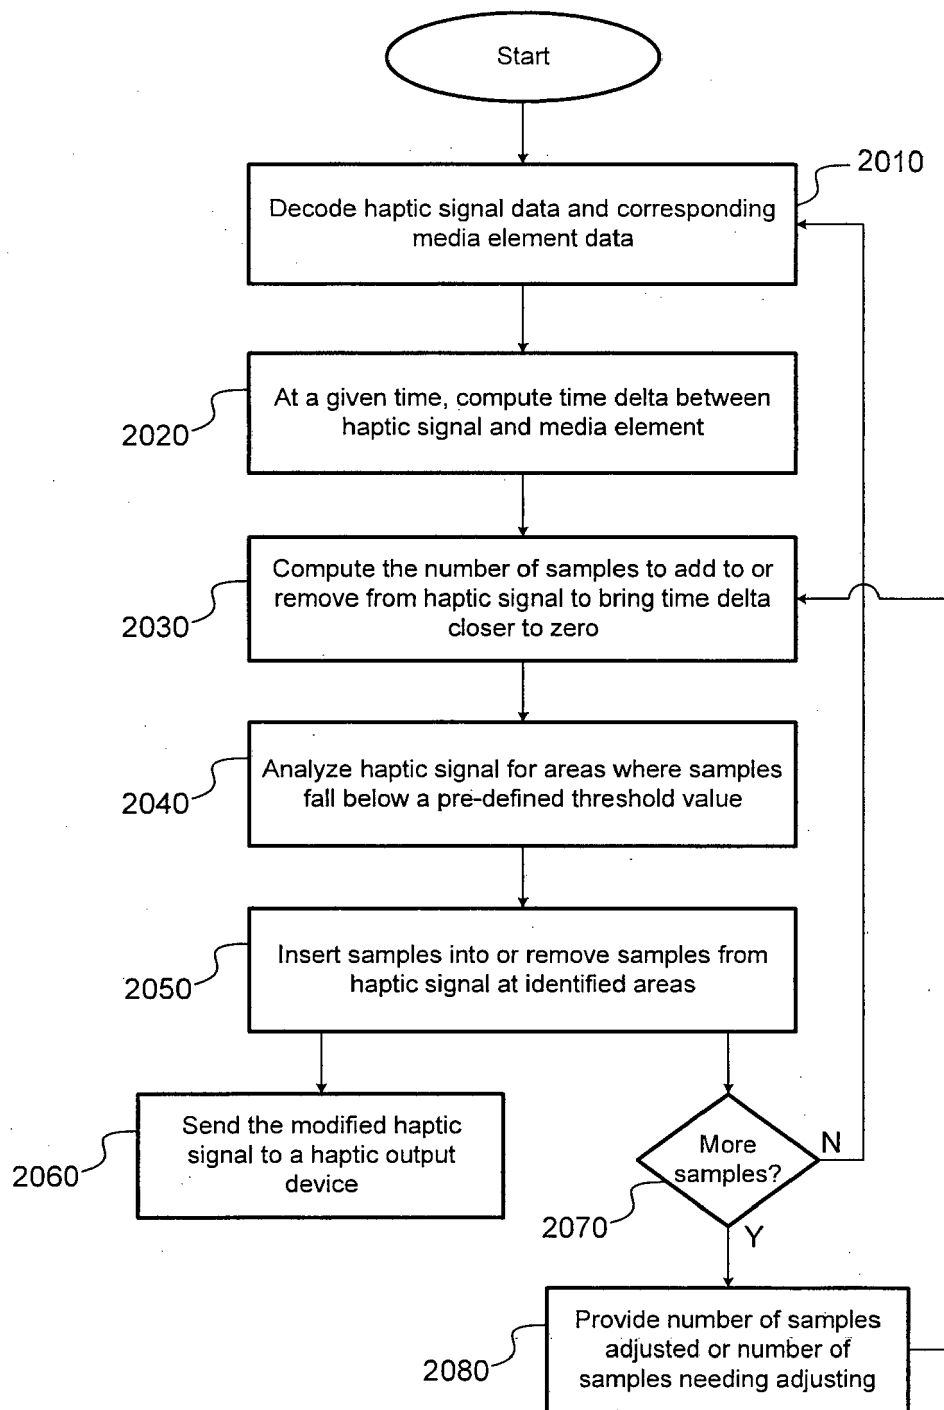 Start
2010
Decode haptic signal data and corresponding
media element data
2020
At a given time, compute time delta between
haptic signal and media element
2030
Compute the number of samples to add to or
remove from haptic signal to bring time delta
closer to zero
2040
Analyze haptic signal for areas where samples
fall below a pre-defined threshold value
2050
Insert samples into or remove samples from
haptic signal at identified areas
2060
Send the modified haptic
signal to a haptic output
device
More
samples?
N
2070
Y
2080
Provide number of samples
adjusted or number of
samples needing adjusting